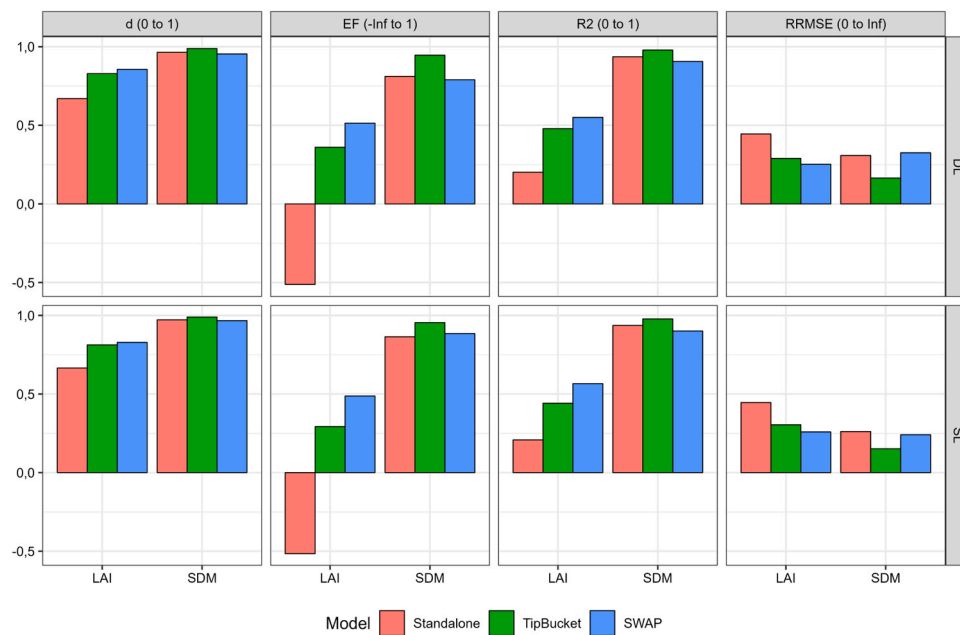 d (0 to 1) EF (-Inf to 1) R2 (0 to 1) RRMSE (0 to Inf)
1,0
0,5
0,0
-0,5
DL
1,0
0,5
0,0
-0,5
SL
LAI SDM LAI SDM LAI SDM LAI SDM
Model Standalone TipBucket SWAP